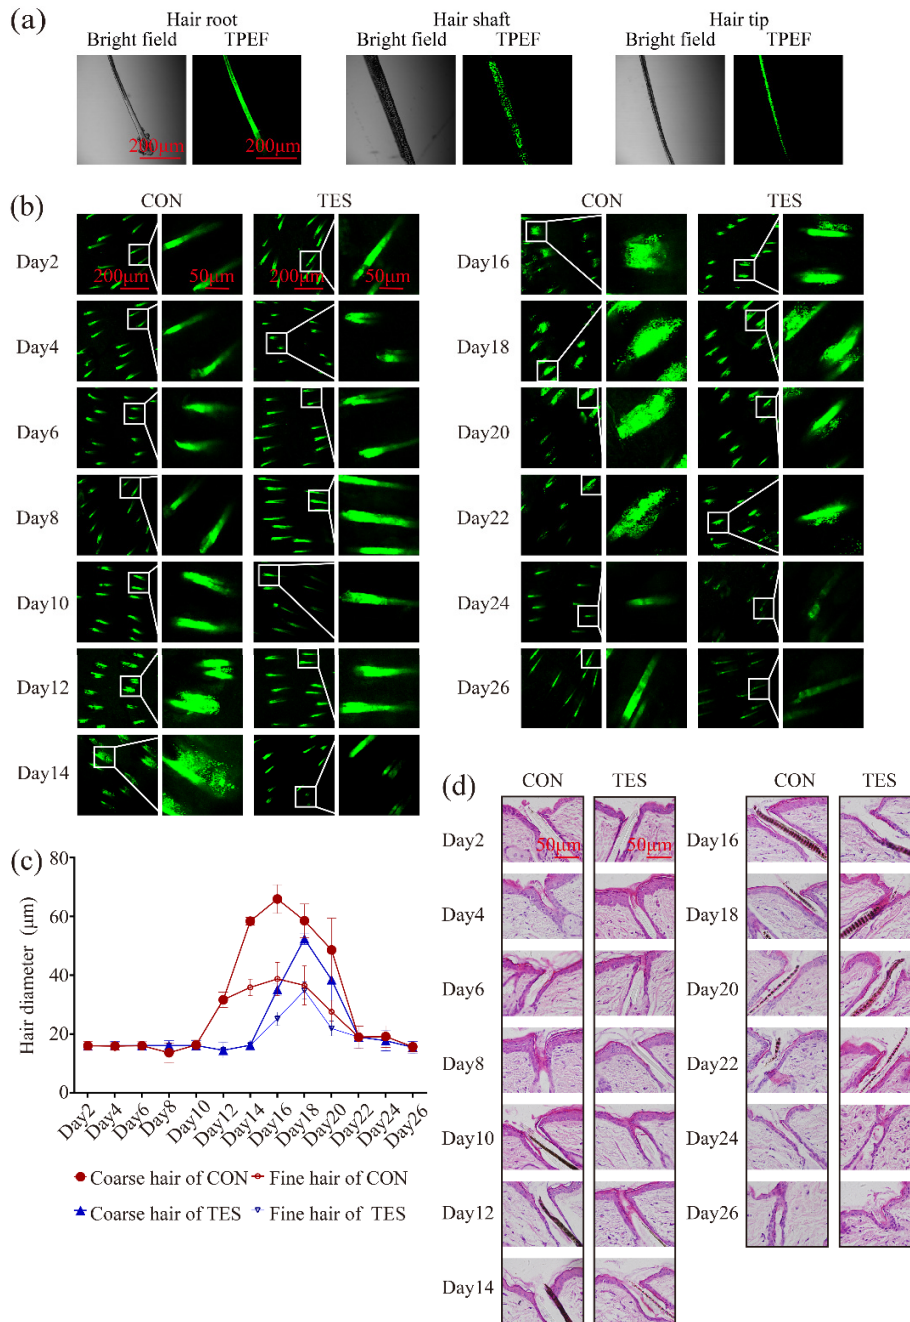 (a)
Hair root Hair shaft Hair tip
Bright field TPEF Bright field TPEF Bright field TPEF
200μm 200μm 200μm 200μm
(b)
CON TES CON TES
Day2 200μm 50μm 200μm 50μm
Day4
Day6
Day8
Day10
Day12
Day14
Day16
Day18
Day20
Day22
Day24
Day26
(c)
Hair diameter (μm)
80
60
40
20
0
Day2 Day4 Day6 Day8 Day10 Day12 Day14 Day16 Day18 Day20 Day22 Day24 Day26
Coarse hair of CON Fine hair of CON
Coarse hair of TES Fine hair of TES
(d)
CON TES CON TES
Day2 50μm 50μm
Day4
Day6
Day8
Day10
Day12
Day14
Day16
Day18
Day20
Day22
Day24
Day26